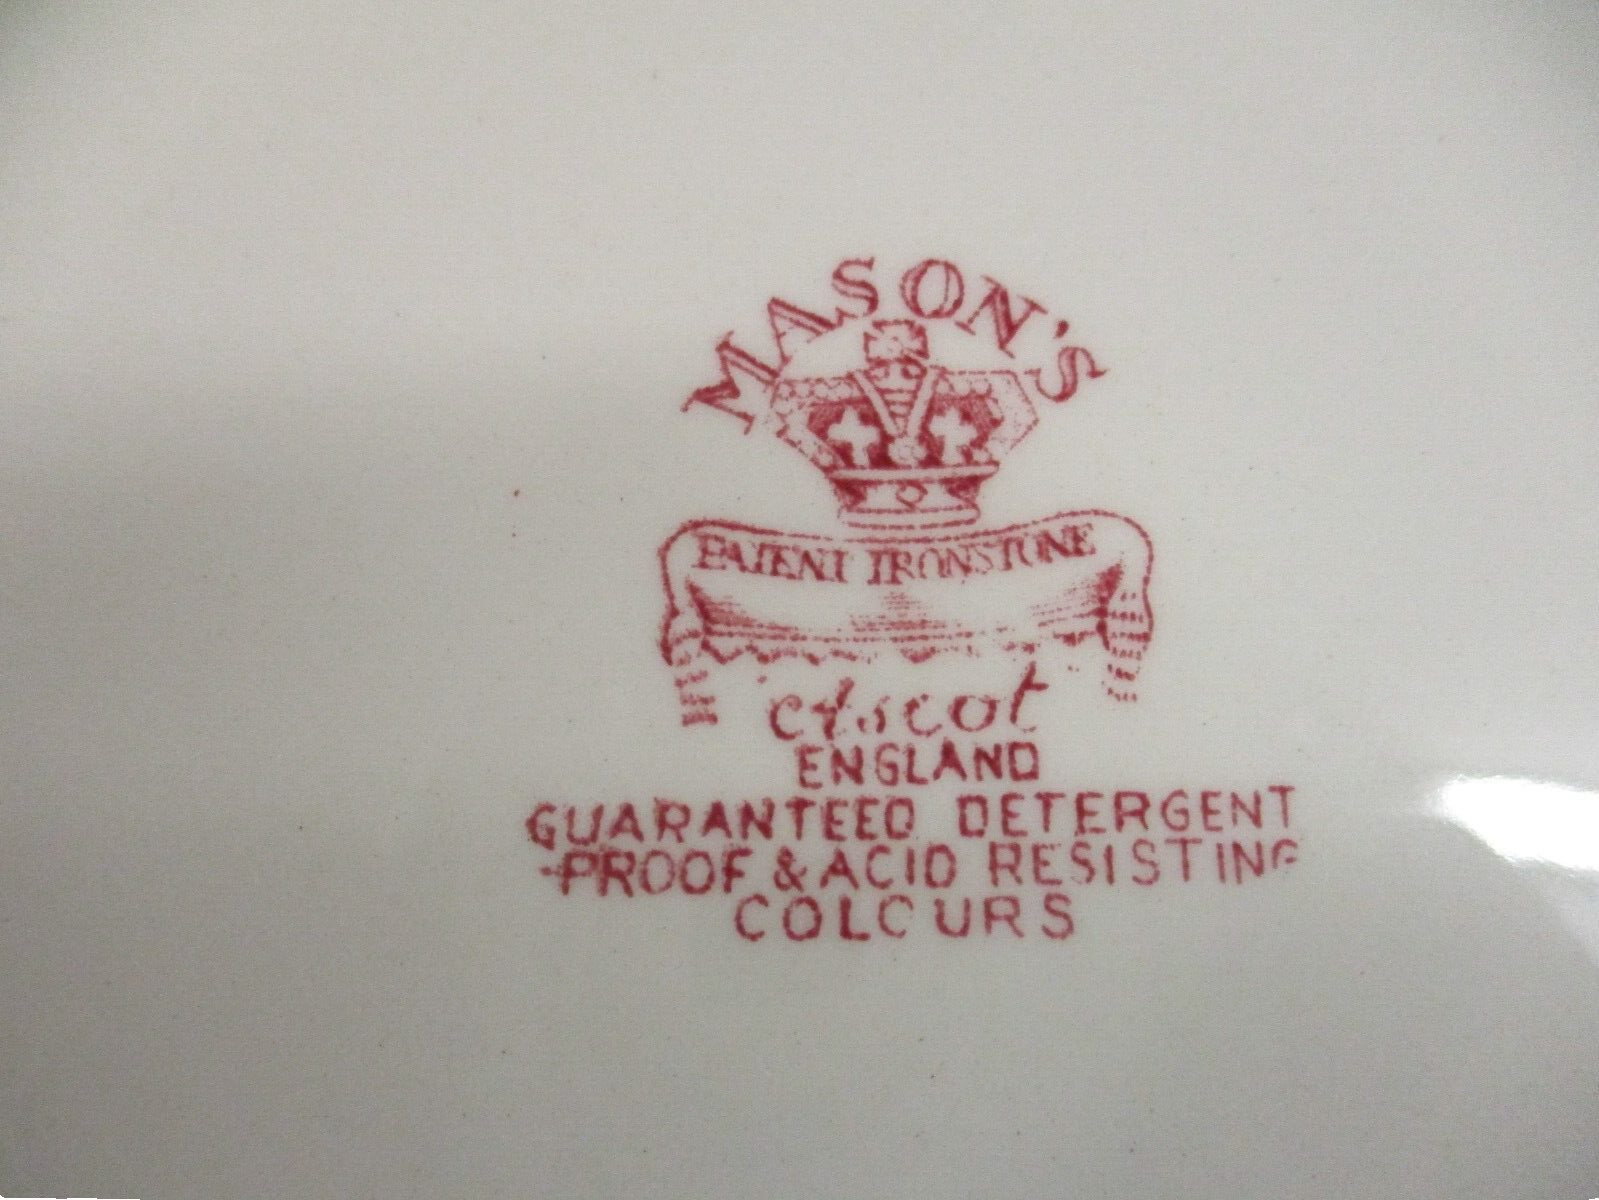 MASON'S
PATENT IRONSTONE
Ascot
ENGLAND
GUARANTEED DETERGENT
PROOF & ACID RESISTING
COLOURS